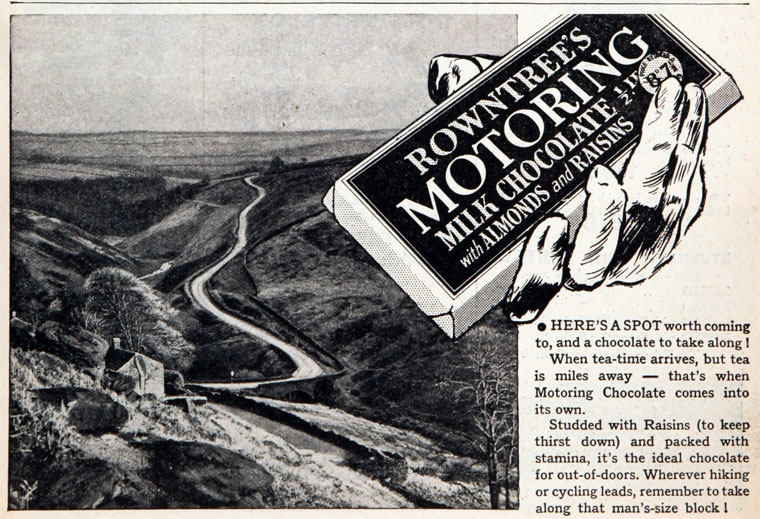 ROWNTREE'S
MOTORING
MILK CHOCOLATE
with ALMONDS and RAISINS
● HERE'S A SPOT worth coming
to, and a chocolate to take along !
When tea-time arrives, but tea
is miles away — that's when
Motoring Chocolate comes into
its own.
Studded with Raisins (to keep
thirst down) and packed with
stamina, it's the ideal chocolate
for out-of-doors. Wherever hiking
or cycling leads, remember to take
along that man's-size block !